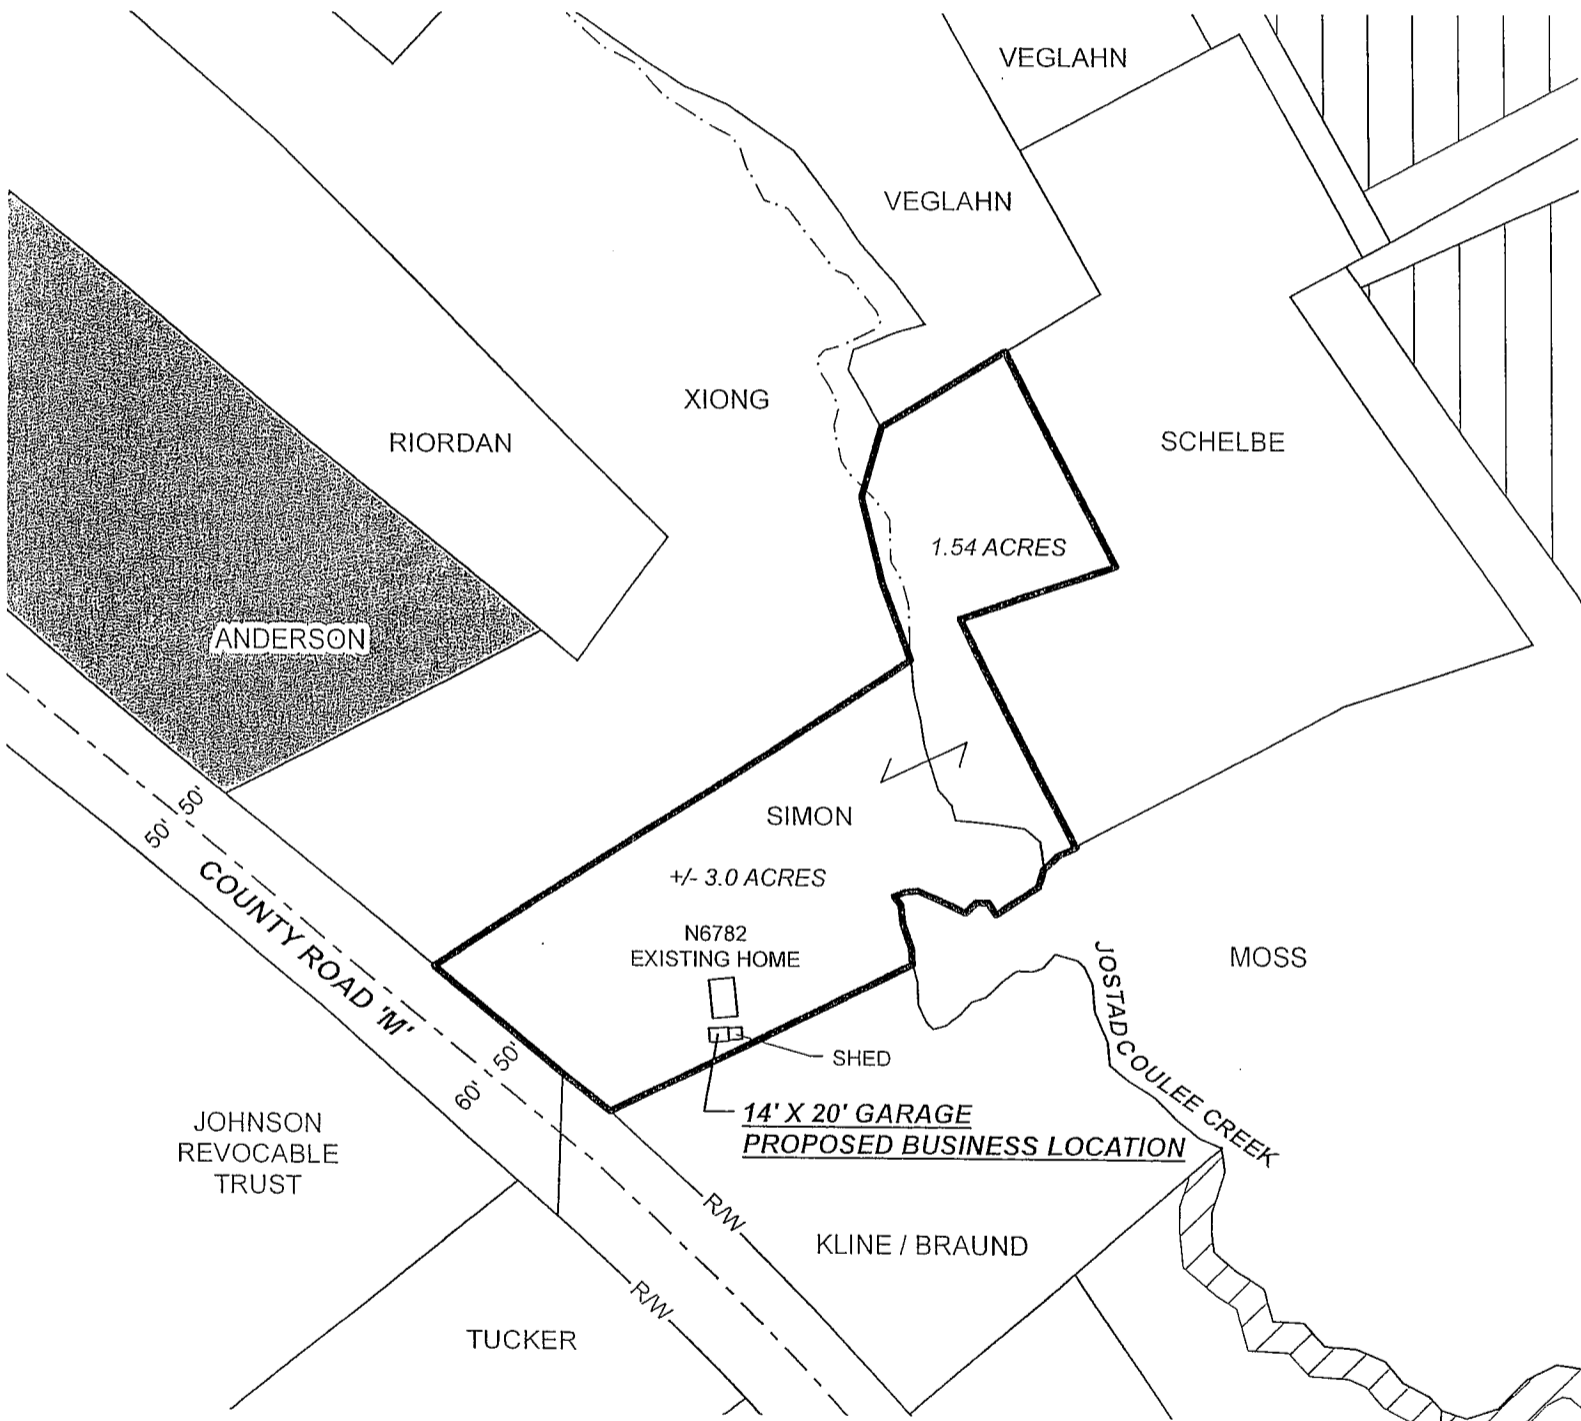 VEGLAHN
VEGLAHN
XIONG
RIORDAN
SCHELBE
1.54 ACRES
ANDERSON
50'
50'
COUNTY ROAD 'M'
SIMON
+/- 3.0 ACRES
N6782
EXISTING HOME
MOSS
JOSTAD COULEE CREEK
50'
60'
SHED
14' X 20' GARAGE
PROPOSED BUSINESS LOCATION
JOHNSON
REVOCABLE
TRUST
R/W
KLINE / BRAUND
R/W
TUCKER